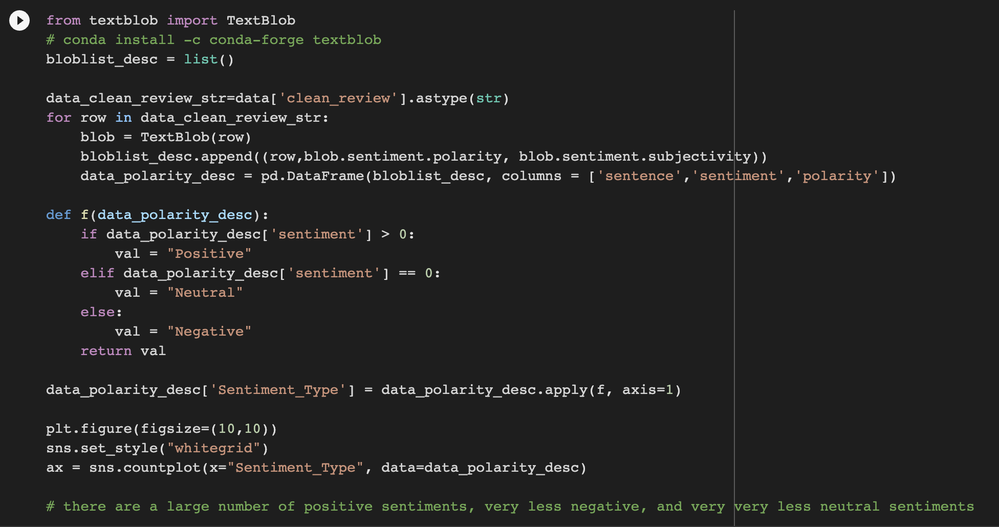 from textblob import TextBlob
# conda install -c conda-forge textblob
bloblist_desc = list()

data_clean_review_str=data['clean_review'].astype(str)
for row in data_clean_review_str:
    blob = TextBlob(row)
    bloblist_desc.append((row,blob.sentiment.polarity, blob.sentiment.subjectivity))
    data_polarity_desc = pd.DataFrame(bloblist_desc, columns = ['sentence','sentiment','polarity'])

def f(data_polarity_desc):
    if data_polarity_desc['sentiment'] > 0:
        val = "Positive"
    elif data_polarity_desc['sentiment'] == 0:
        val = "Neutral"
    else:
        val = "Negative"
    return val

data_polarity_desc['Sentiment_Type'] = data_polarity_desc.apply(f, axis=1)

plt.figure(figsize=(10,10))
sns.set_style("whitegrid")
ax = sns.countplot(x="Sentiment_Type", data=data_polarity_desc)

# there are a large number of positive sentiments, very less negative, and very very less neutral sentiments